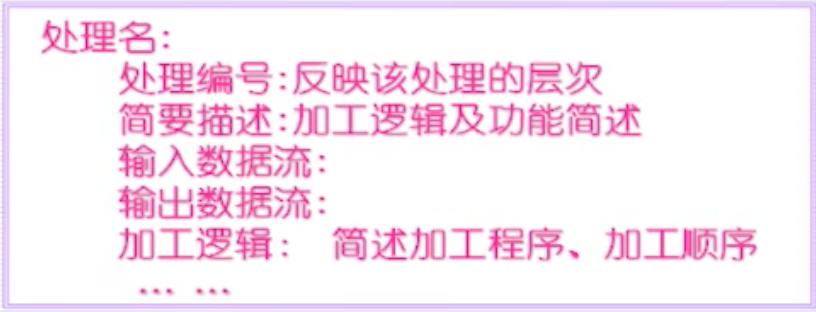 处理名:
处理编号:反映该处理的层次
简要描述:加工逻辑及功能简述
输入数据流:
输出数据流:
加工逻辑: 简述加工程序、加工顺序
... ...